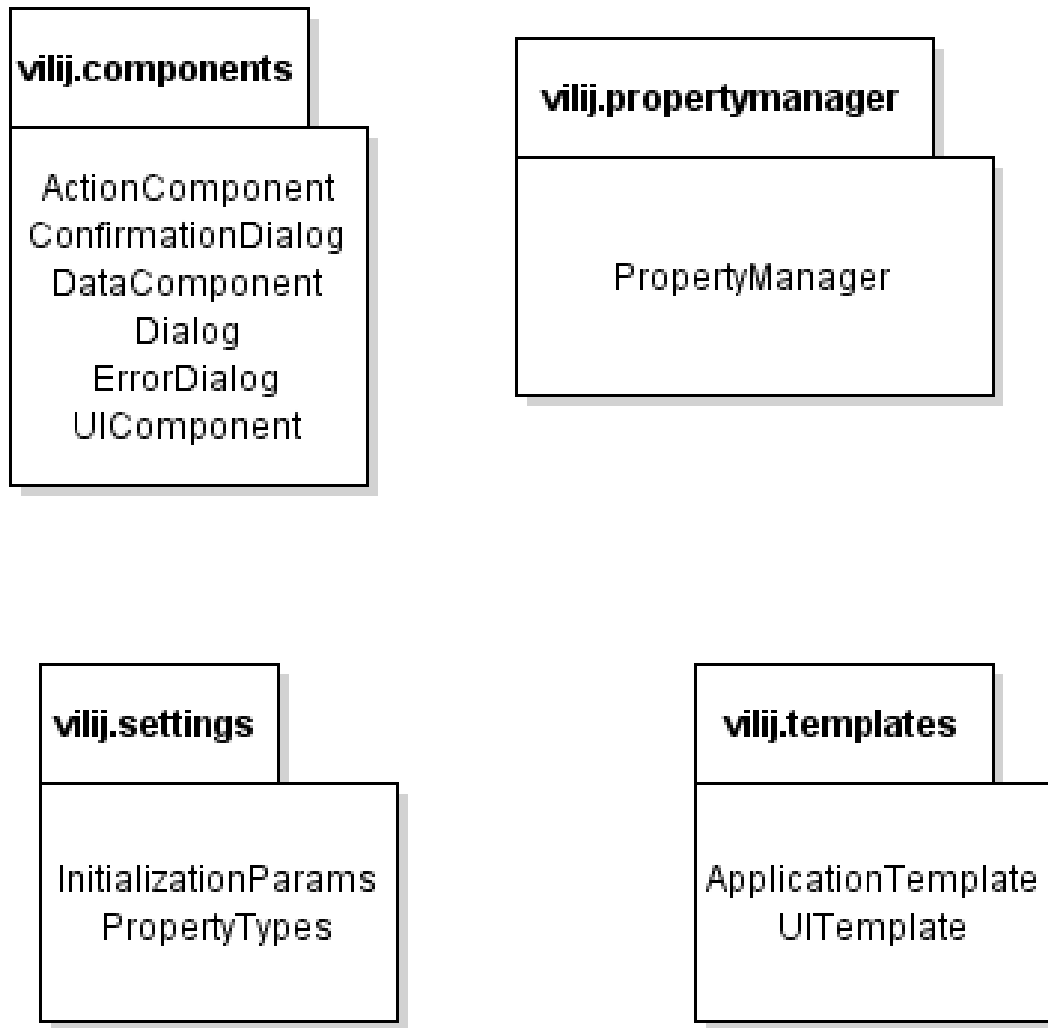 vilij.components
ActionComponent
ConfirmationDialog
DataComponent
Dialog
ErrorDialog
UIComponent
vilij.propertymanager
PropertyManager
vilij.settings
InitializationParams
PropertyTypes
vilij.templates
ApplicationTemplate
UITemplate